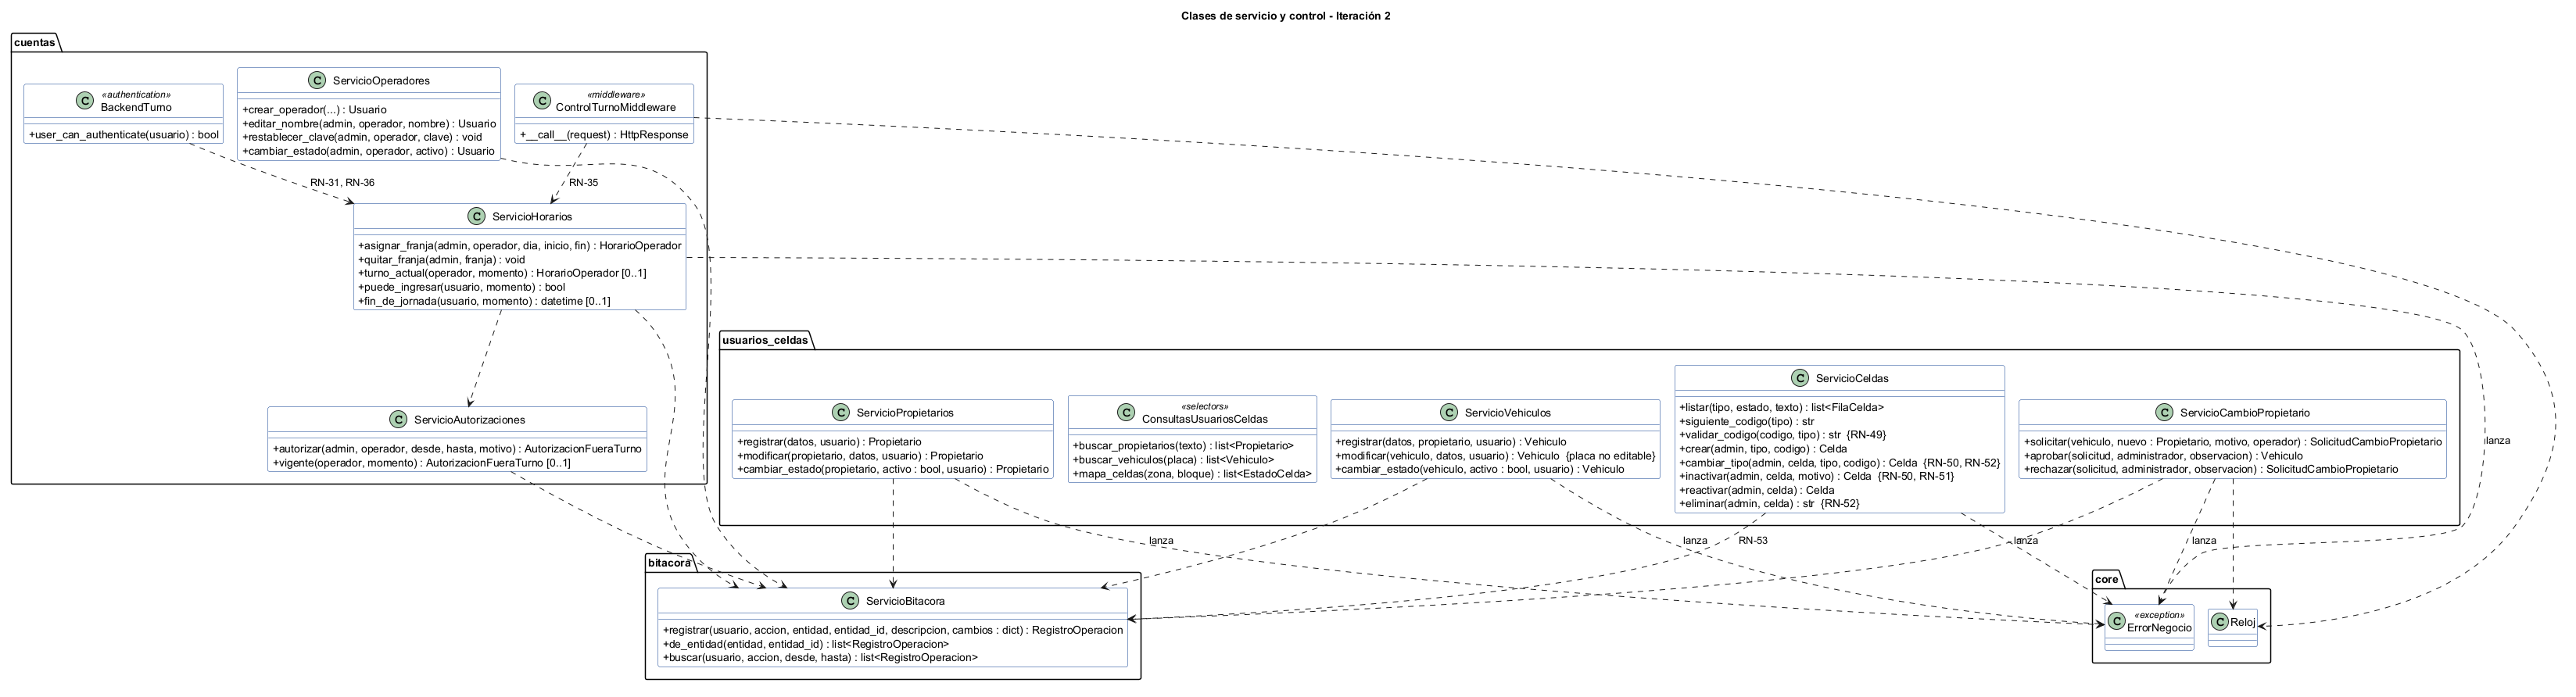 Clases de servicio y control - Iteración 2
cuentas
«authentication»
BackendTurno
+user_can_authenticate(usuario) : bool
ServicioOperadores
+crear_operador(...) : Usuario
+editar_nombre(admin, operador, nombre) : Usuario
+restablecer_clave(admin, operador, clave) : void
+cambiar_estado(admin, operador, activo) : Usuario
«middleware»
ControlTurnoMiddleware
+__call__(request) : HttpResponse
RN-31, RN-36
RN-35
ServicioHorarios
+asignar_franja(admin, operador, dia, inicio, fin) : HorarioOperador
+quitar_franja(admin, franja) : void
+turno_actual(operador, momento) : HorarioOperador [0..1]
+puede_ingresar(usuario, momento) : bool
+fin_de_jornada(usuario, momento) : datetime [0..1]
ServicioAutorizaciones
+autorizar(admin, operador, desde, hasta, motivo) : AutorizacionFueraTurno
+vigente(operador, momento) : AutorizacionFueraTurno [0..1]
usuarios_celdas
ServicioPropietarios
+registrar(datos, usuario) : Propietario
+modificar(propietario, datos, usuario) : Propietario
+cambiar_estado(propietario, activo : bool, usuario) : Propietario
«selectors»
ConsultasUsuariosCeldas
+buscar_propietarios(texto) : list<Propietario>
+buscar_vehiculos(placa) : list<Vehiculo>
+mapa_celdas(zona, bloque) : list<EstadoCelda>
ServicioVehiculos
+registrar(datos, propietario, usuario) : Vehiculo
+modificar(vehiculo, datos, usuario) : Vehiculo {placa no editable}
+cambiar_estado(vehiculo, activo : bool, usuario) : Vehiculo
ServicioCeldas
+listar(tipo, estado, texto) : list<FilaCelda>
+siguiente_codigo(tipo) : str
+validar_codigo(codigo, tipo) : str {RN-49}
+crear(admin, tipo, codigo) : Celda
+cambiar_tipo(admin, celda, tipo, codigo) : Celda {RN-50, RN-52}
+inactivar(admin, celda, motivo) : Celda {RN-50, RN-51}
+reactivar(admin, celda) : Celda
+eliminar(admin, celda) : str {RN-52}
ServicioCambioPropietario
+solicitar(vehiculo, nuevo : Propietario, motivo, operador) : SolicitudCambioPropietario
+aprobar(solicitud, administrador, observacion) : Vehiculo
+rechazar(solicitud, administrador, observacion) : SolicitudCambioPropietario
lanza
lanza
lanza
RN-53
lanza
lanza
bitacora
ServicioBitacora
+registrar(usuario, accion, entidad, entidad_id, descripcion, cambios : dict) : RegistroOperacion
+de_entidad(entidad, entidad_id) : list<RegistroOperacion>
+buscar(usuario, accion, desde, hasta) : list<RegistroOperacion>
core
«exception»
ErrorNegocio
Reloj